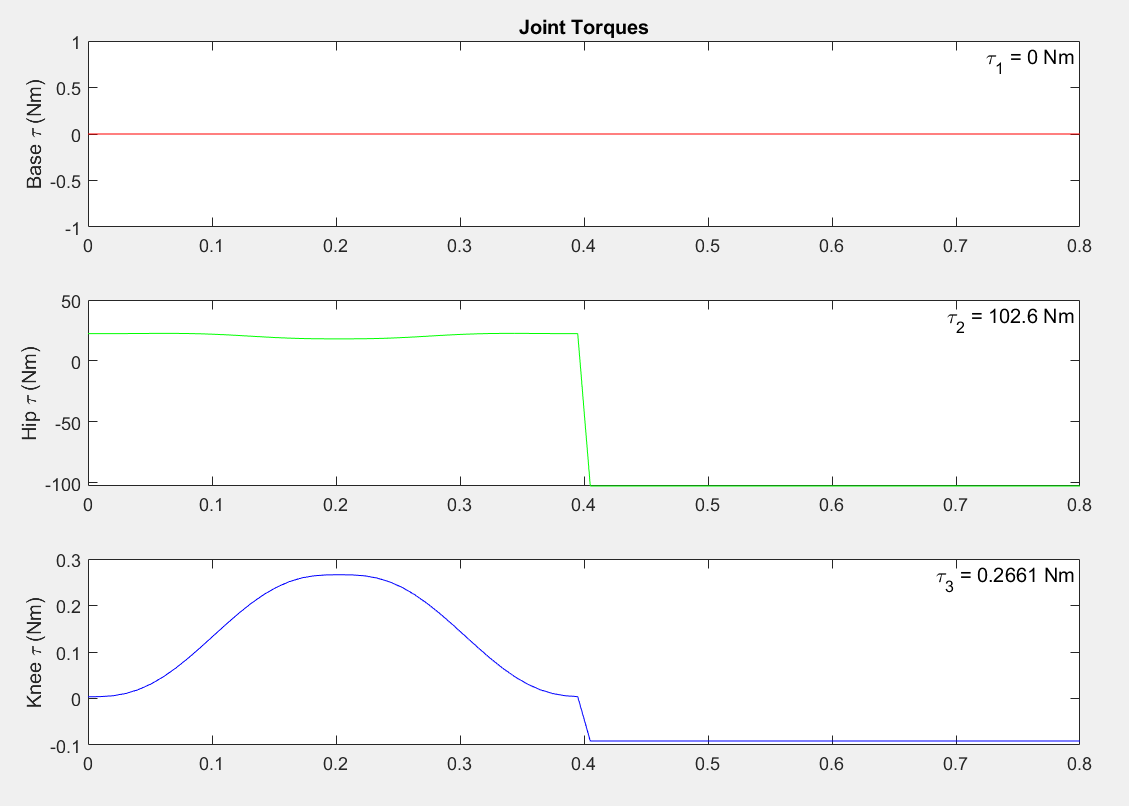 Joint Torques
τ1 = 0 Nm
Base τ (Nm)
1
0.5
0
-0.5
-1
0 0.1 0.2 0.3 0.4 0.5 0.6 0.7 0.8
τ2 = 102.6 Nm
Hip τ (Nm)
50
0
-50
-100
0 0.1 0.2 0.3 0.4 0.5 0.6 0.7 0.8
τ3 = 0.2661 Nm
Knee τ (Nm)
0.3
0.2
0.1
0
-0.1
0 0.1 0.2 0.3 0.4 0.5 0.6 0.7 0.8